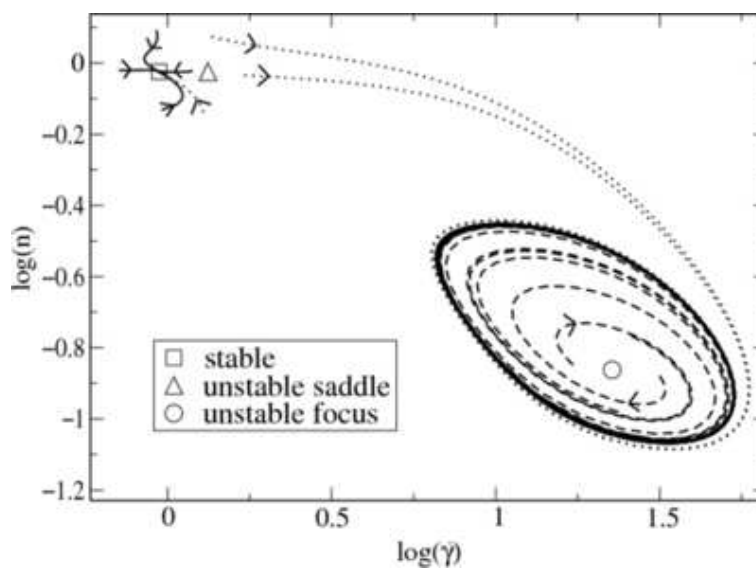 0
−0.2
−0.4
−0.6
−0.8
−1
−1.2
log(n)
□ stable
△ unstable saddle
○ unstable focus
0 0.5 1 1.5
log(γ̇)